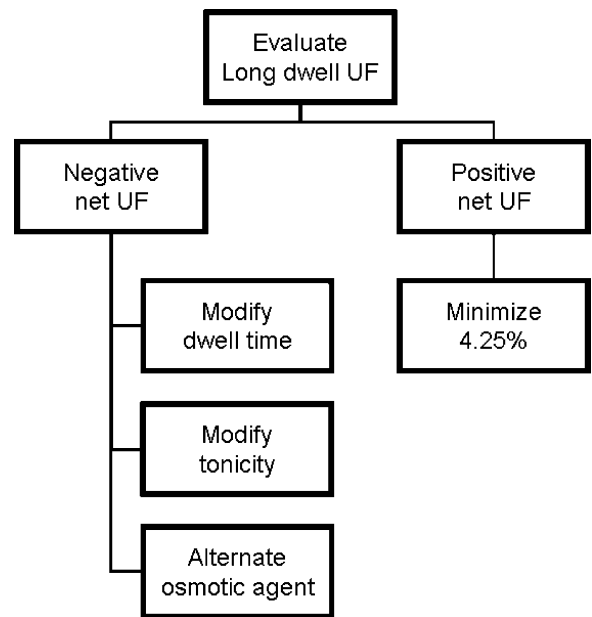 Evaluate
Long dwell UF
Negative
net UF
Positive
net UF
Modify
dwell time
Minimize
4.25%
Modify
tonicity
Alternate
osmotic agent